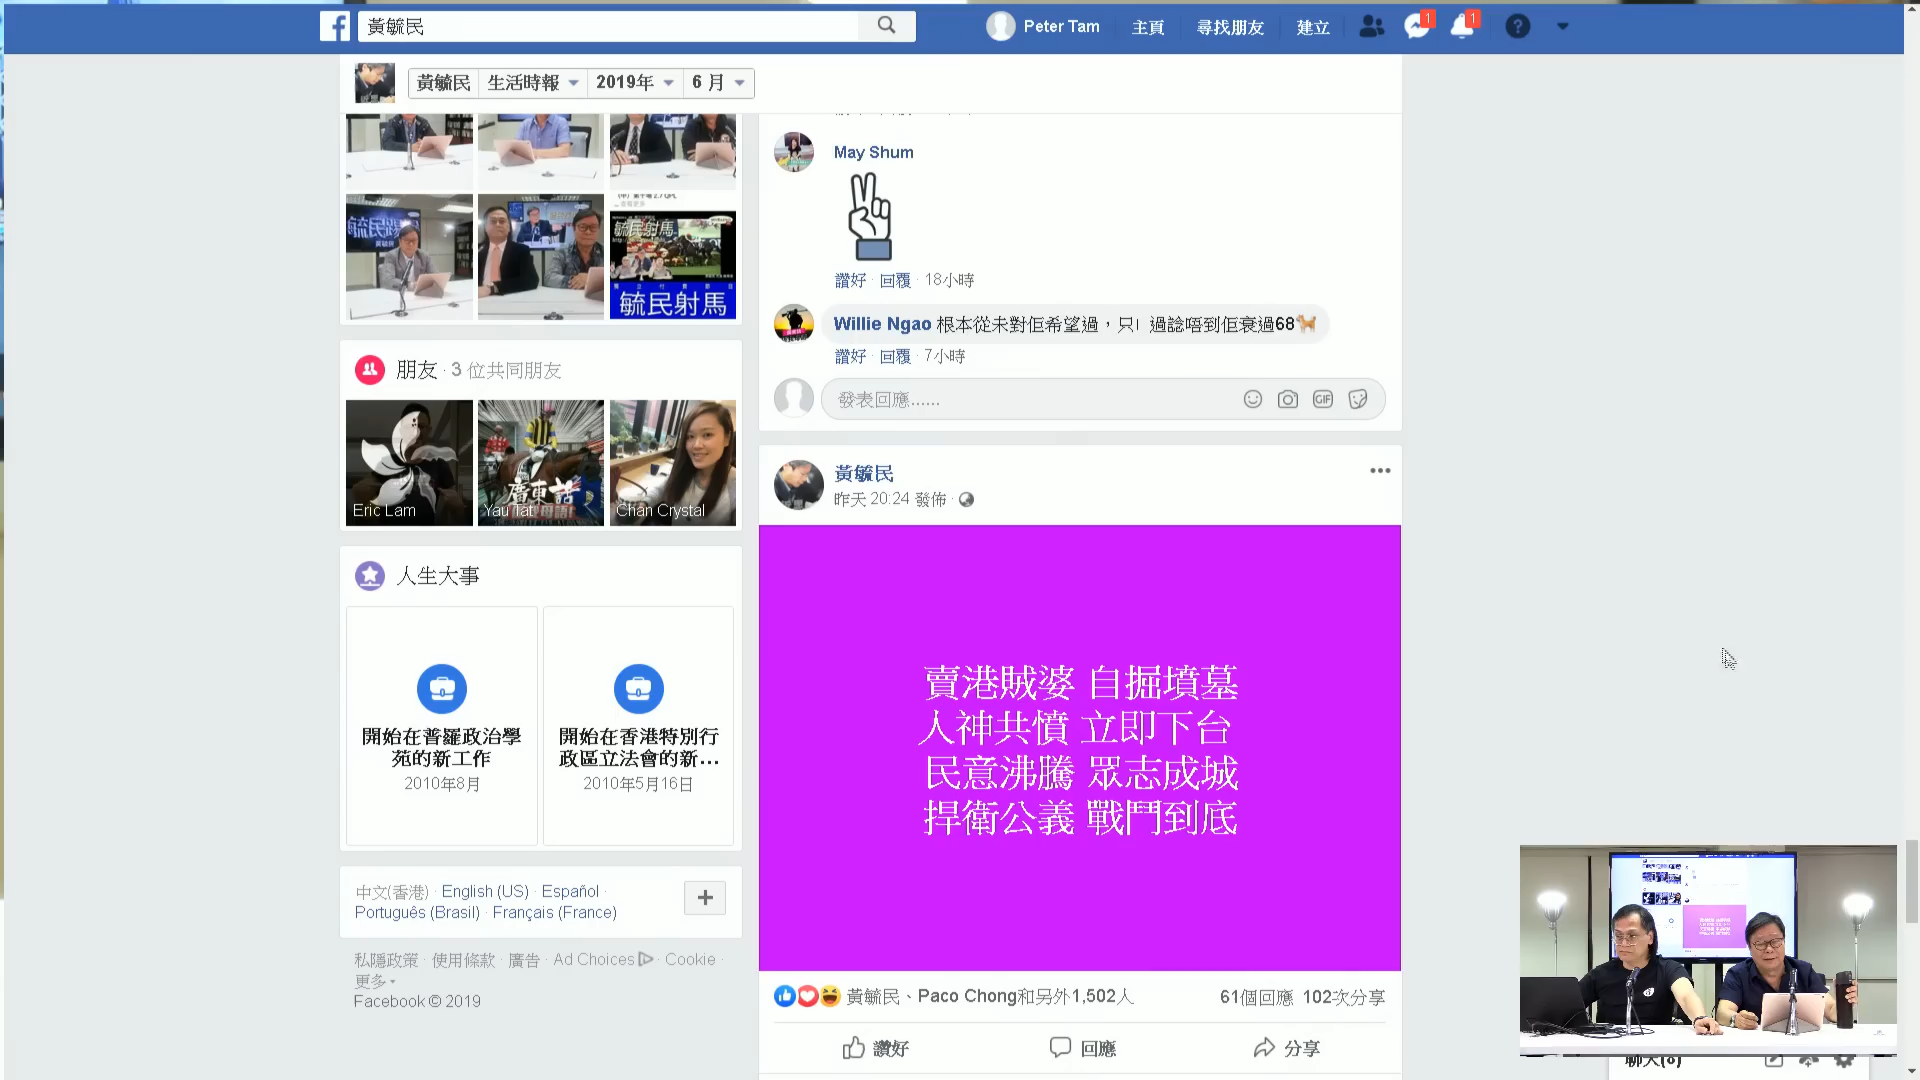 黃毓民
Peter Tam
主頁
尋找朋友
建立
1
1
黃毓民 生活時報 2019年 6 月
May Shum
讚好 · 回覆 · 18小時
毓民射馬
毓民射馬
Willie Ngao 根本從未對佢希望過，只
過諗唔到佢衰過68
讚好 · 回覆 · 7小時
朋友 · 3 位共同朋友
發表回應......
GIF
Eric Lam
Yau Tat
Chan Crystal
廣東話
黃毓民
昨天 20:24 發佈 ·
人生大事
開始在普羅政治學
苑的新工作
2010年8月
開始在香港特別行
政區立法會的新...
2010年5月16日
賣港賊婆 自掘墳墓
人神共憤 立即下台
民意沸騰 眾志成城
捍衛公義 戰鬥到底
中文(香港) · English (US) · Español ·
Português (Brasil) · Français (France)
私隱政策 · 使用條款 · 廣告 · Ad Choices · Cookie ·
更多
Facebook © 2019
黃毓民、Paco Chong和另外1,502人
61個回應 102次分享
讚好
回應
分享